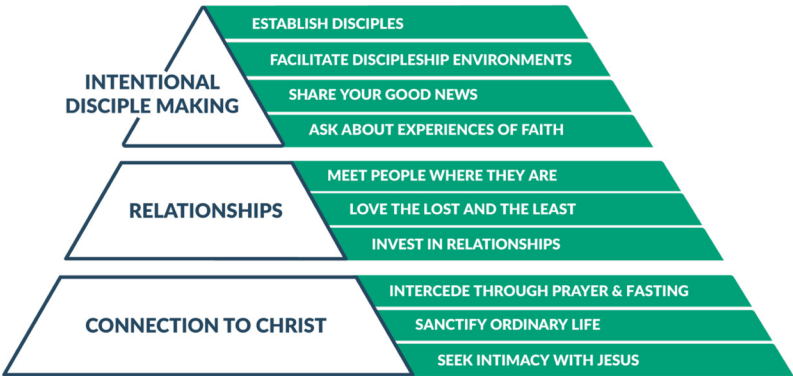 ESTABLISH DISCIPLES
FACILITATE DISCIPLESHIP ENVIRONMENTS
INTENTIONAL
DISCIPLE MAKING
SHARE YOUR GOOD NEWS
ASK ABOUT EXPERIENCES OF FAITH
MEET PEOPLE WHERE THEY ARE
RELATIONSHIPS
LOVE THE LOST AND THE LEAST
INVEST IN RELATIONSHIPS
INTERCEDE THROUGH PRAYER & FASTING
CONNECTION TO CHRIST
SANCTIFY ORDINARY LIFE
SEEK INTIMACY WITH JESUS